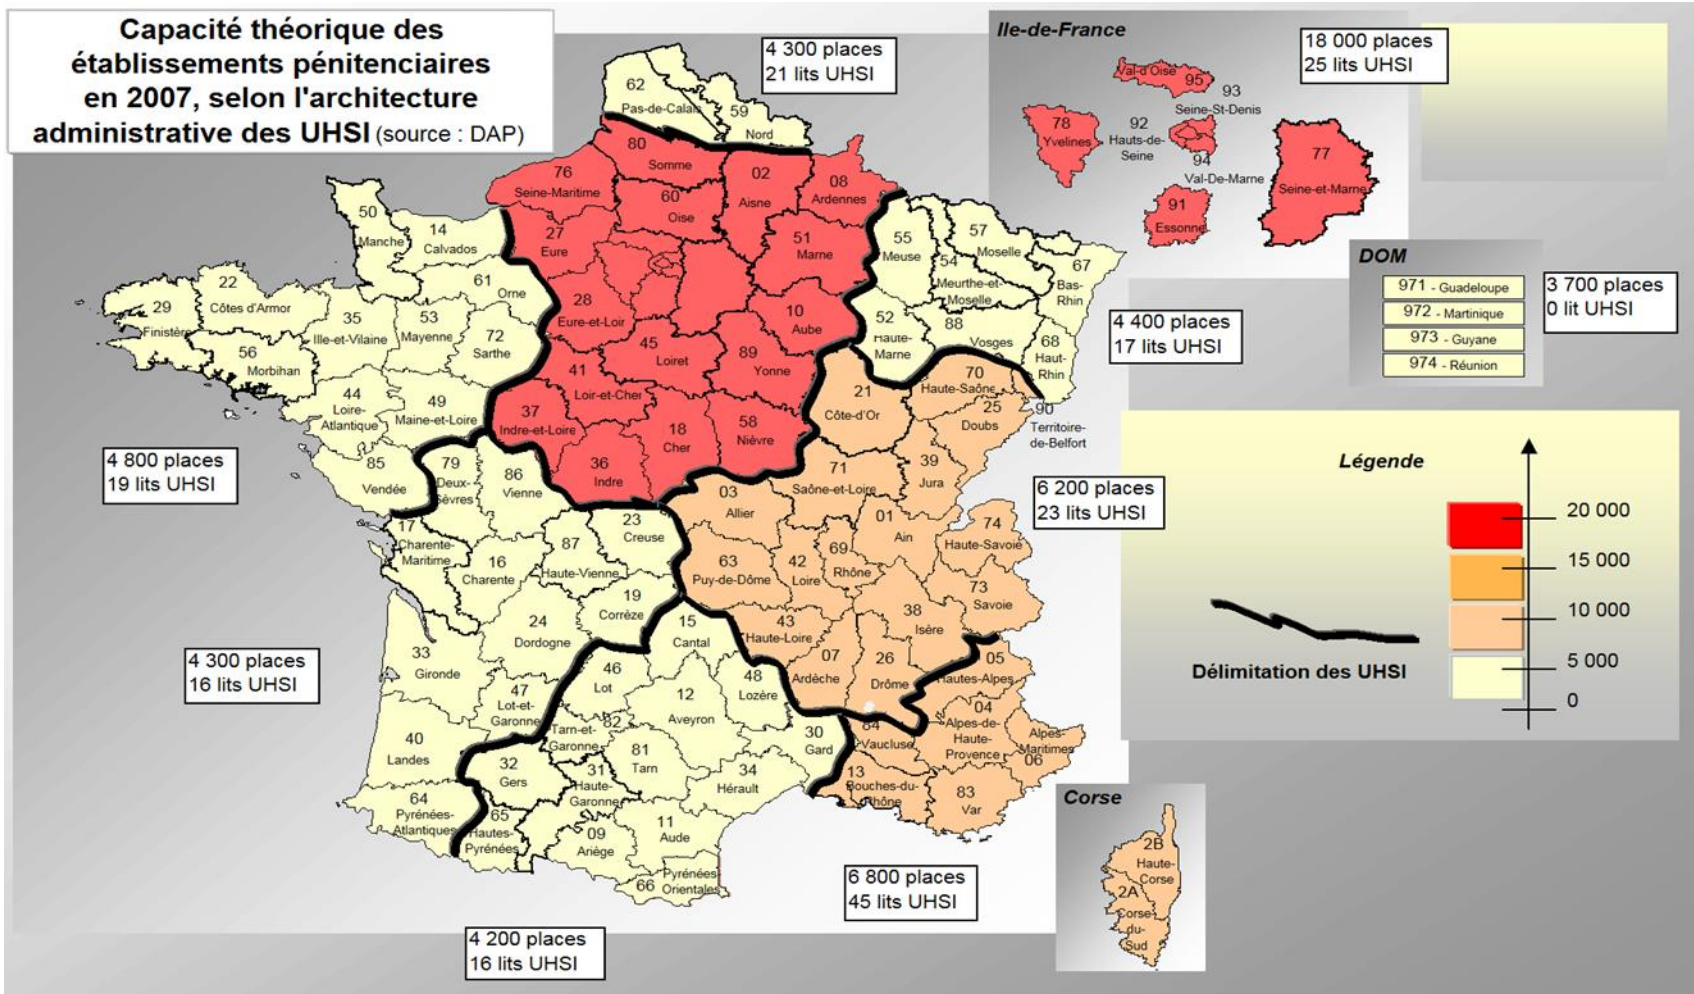 Capacité théorique des
établissements pénitenciaires
en 2007, selon l'architecture
administrative des UHSI (source : DAP)
4 300 places
21 lits UHSI
Ile-de-France
18 000 places
25 lits UHSI
Val-d'Oise 95
93
Seine-St-Denis
78
Yvelines
92
Hauts-de-
Seine
94
Val-De-Marne
77
Seine-et-Marne
91
Essonne
DOM
971 - Guadeloupe
972 - Martinique
973 - Guyane
974 - Réunion
3 700 places
0 lit UHSI
62
Pas-de-Calais
59
Nord
80
Somme
76
Seine-Maritime
02
Aisne
08
Ardennes
60
Oise
27
Eure
51
Marne
50
Manche
14
Calvados
61
Orne
55
Meuse
57
Moselle
54
Meurthe-et-
Moselle
67
Bas-
Rhin
22
Côtes d'Armor
29
Finistère
35
Ille-et-Vilaine
53
Mayenne
72
Sarthe
56
Morbihan
28
Eure-et-Loir
10
Aube
52
Haute-
Marne
88
Vosges
68
Haut-
Rhin
4 400 places
17 lits UHSI
45
Loiret
89
Yonne
41
Loir-et-Cher
44
Loire-
Atlantique
49
Maine-et-Loire
37
Indre-et-Loire
18
Cher
58
Nièvre
21
Côte-d'Or
70
Haute-Saône
25
Doubs
90
Territoire-
de-Belfort
4 800 places
19 lits UHSI
85
Vendée
79
Deux-
Sèvres
86
Vienne
36
Indre
03
Allier
71
Saône-et-Loire
39
Jura
6 200 places
23 lits UHSI
Légende
20 000
15 000
10 000
5 000
0
Délimitation des UHSI
17
Charente-
Maritime
16
Charente
87
Haute-Vienne
23
Creuse
63
Puy-de-Dôme
42
Loire
69
Rhône
01
Ain
74
Haute-Savoie
73
Savoie
19
Corrèze
24
Dordogne
15
Cantal
43
Haute-Loire
38
Isère
4 300 places
16 lits UHSI
33
Gironde
46
Lot
48
Lozère
07
Ardèche
26
Drôme
05
Hautes-Alpes
47
Lot-et-
Garonne
12
Aveyron
82
Tarn-et-
Garonne
40
Landes
81
Tarn
30
Gard
84
Vaucluse
04
Alpes-de-
Haute-
Provence
Alpes-
Maritimes
06
32
Gers
31
Haute-
Garonne
34
Hérault
13
Bouches-du-
Rhône
83
Var
64
Pyrénées-
Atlantiques
65
Hautes-
Pyrénées
09
Ariège
11
Aude
66
Pyrénées-
Orientales
Corse
2B
Haute-
Corse
2A
Corse-
du-
Sud
6 800 places
45 lits UHSI
4 200 places
16 lits UHSI